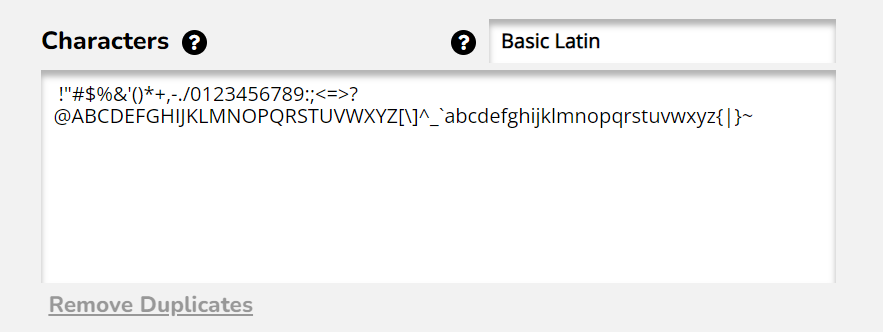 Characters ?
? Basic Latin
 !"#$%&'()*+,-./0123456789:;<=>?
@ABCDEFGHIJKLMNOPQRSTUVWXYZ[\]^_`abcdefghijklmnopqrstuvwxyz{|}~
Remove Duplicates